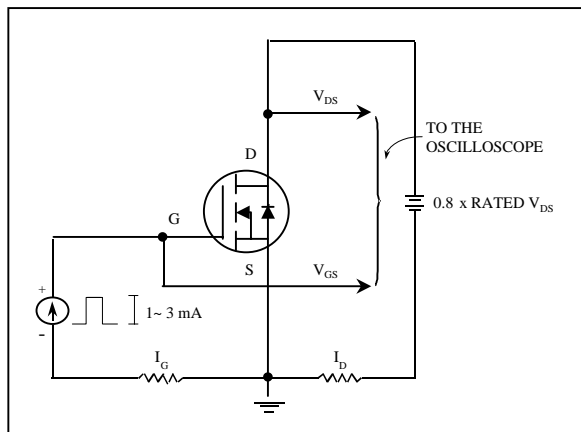 V_DS
TO THE
OSCILLOSCOPE
D
0.8 x RATED V_DS
G
S
V_GS
+
1~ 3 mA
-
I_G
I_D